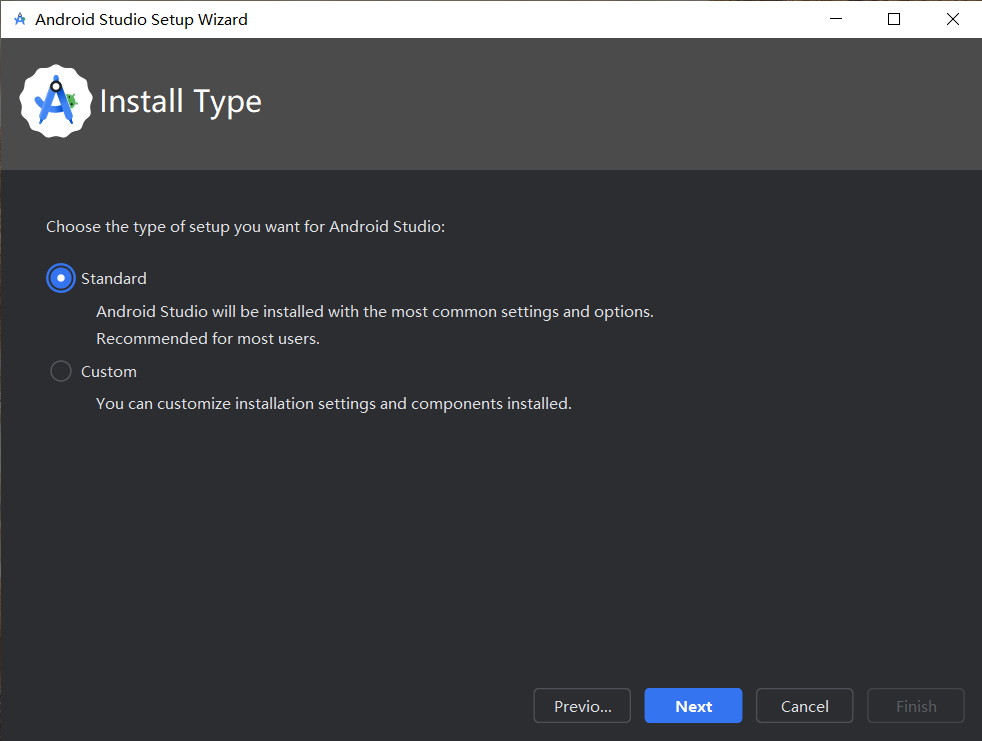 Android Studio Setup Wizard
Install Type
Choose the type of setup you want for Android Studio:
Standard
Android Studio will be installed with the most common settings and options.
Recommended for most users.
Custom
You can customize installation settings and components installed.
Previo...
Next
Cancel
Finish